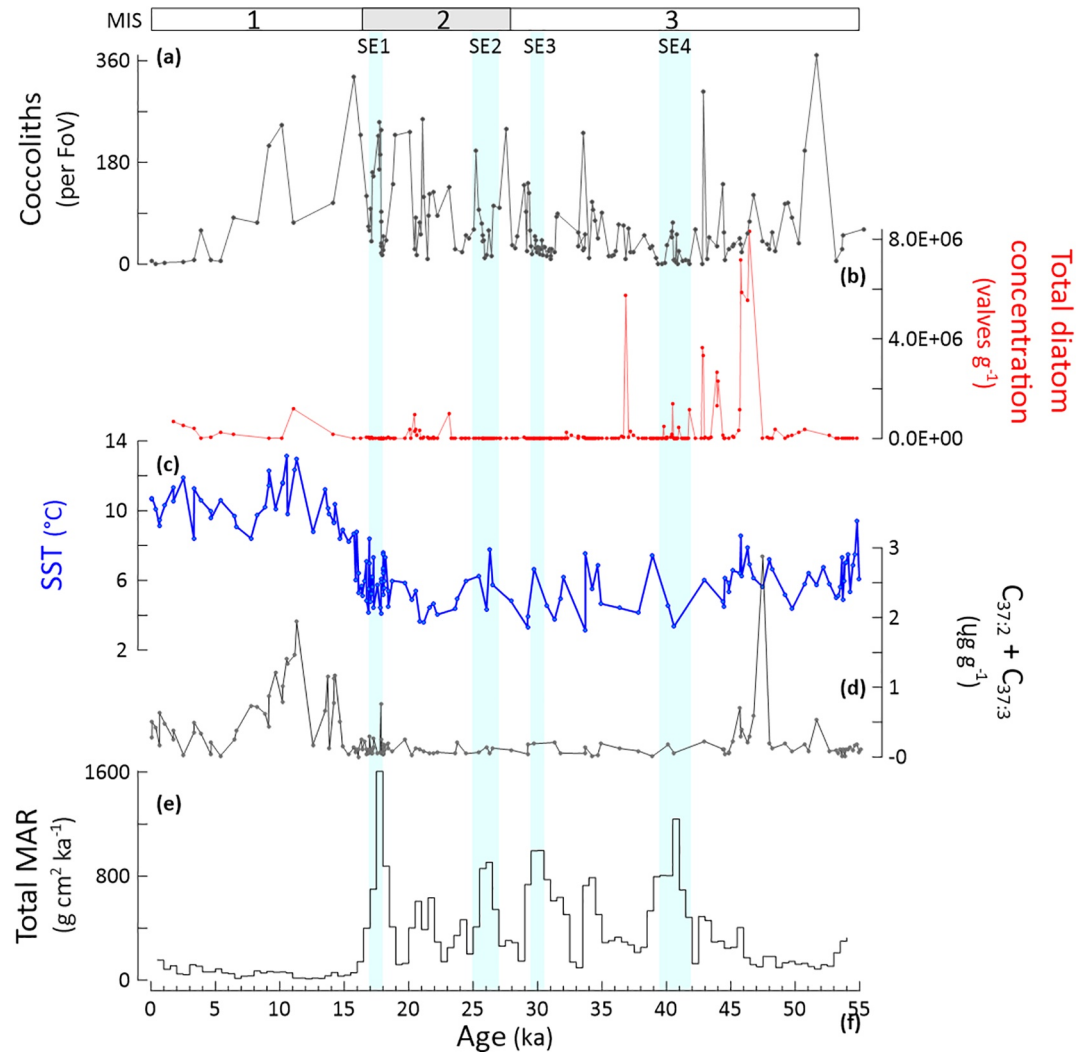 MIS 1 2 3
SE1 SE2 SE3 SE4
(a)
360
180
0
Coccoliths
(per FoV)
(b)
8.0E+06
4.0E+06
0.0E+00
Total diatom
concentration
(valves g⁻¹)
(c)
14
10
6
2
SST (°C)
(d)
3
2
1
-0
C₃₇:₂ + C₃₇:₃
(μg g⁻¹)
(e)
1600
800
0
Total MAR
(g cm² ka⁻¹)
0 5 10 15 20 25 30 35 40 45 50 55
Age (ka)
(f)